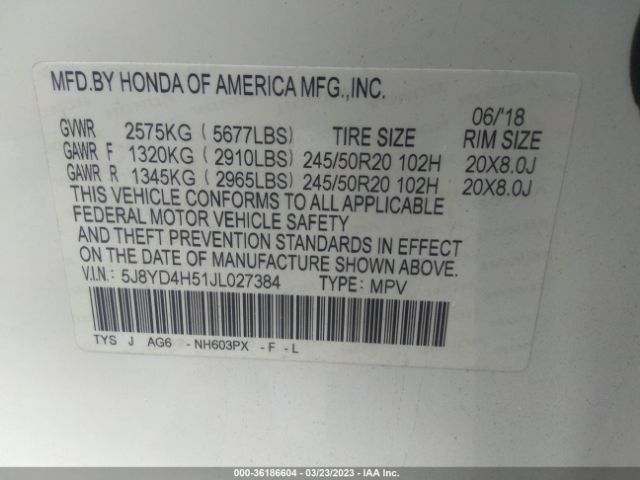 MFD.BY HONDA OF AMERICA MFG.,INC.
06/'18
GVWR 2575KG ( 5677LBS) TIRE SIZE RIM SIZE
GAWR F 1320KG ( 2910LBS) 245/50R20 102H 20X8.0J
GAWR R 1345KG ( 2965LBS) 245/50R20 102H 20X8.0J
THIS VEHICLE CONFORMS TO ALL APPLICABLE
FEDERAL MOTOR VEHICLE SAFETY
AND THEFT PREVENTION STANDARDS IN EFFECT
ON THE DATE OF MANUFACTURE SHOWN ABOVE.
V.I.N.: 5J8YD4H51JL027384 TYPE: MPV
TYS J AG6 -NH603PX -F -L
000-36186604 — 03/23/2023 — IAA Inc.